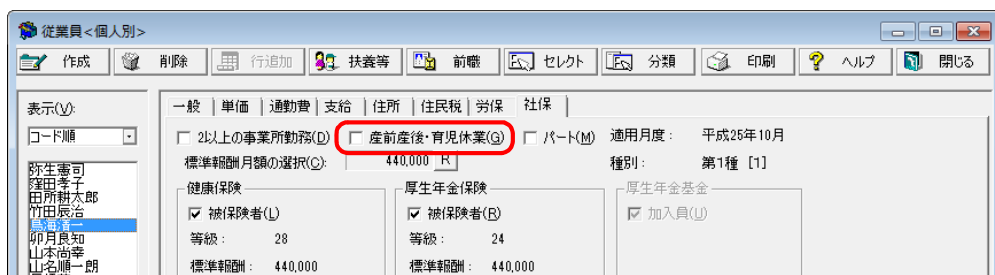 従業員<個人別>
作成 削除 行追加 扶養等 前職 セレクト 分類 印刷 ヘルプ 閉じる
表示(V):
コード順
弥生憲司
窪田孝子
田所耕太郎
竹田辰治
鳥海清一
卯月良知
山本尚幸
山名順一朗
一般 単価 通勤費 支給 住所 住民税 労保 社保
2以上の事業所勤務(D) 産前産後・育児休業(G) パート(M) 適用月度: 平成25年10月
標準報酬月額の選択(C): 440,000 R 種別: 第1種 [1]
健康保険 厚生年金保険 厚生年金基金
被保険者(L) 被保険者(R) 加入員(U)
等級: 28 等級: 24
標準報酬: 440,000 標準報酬: 440,000